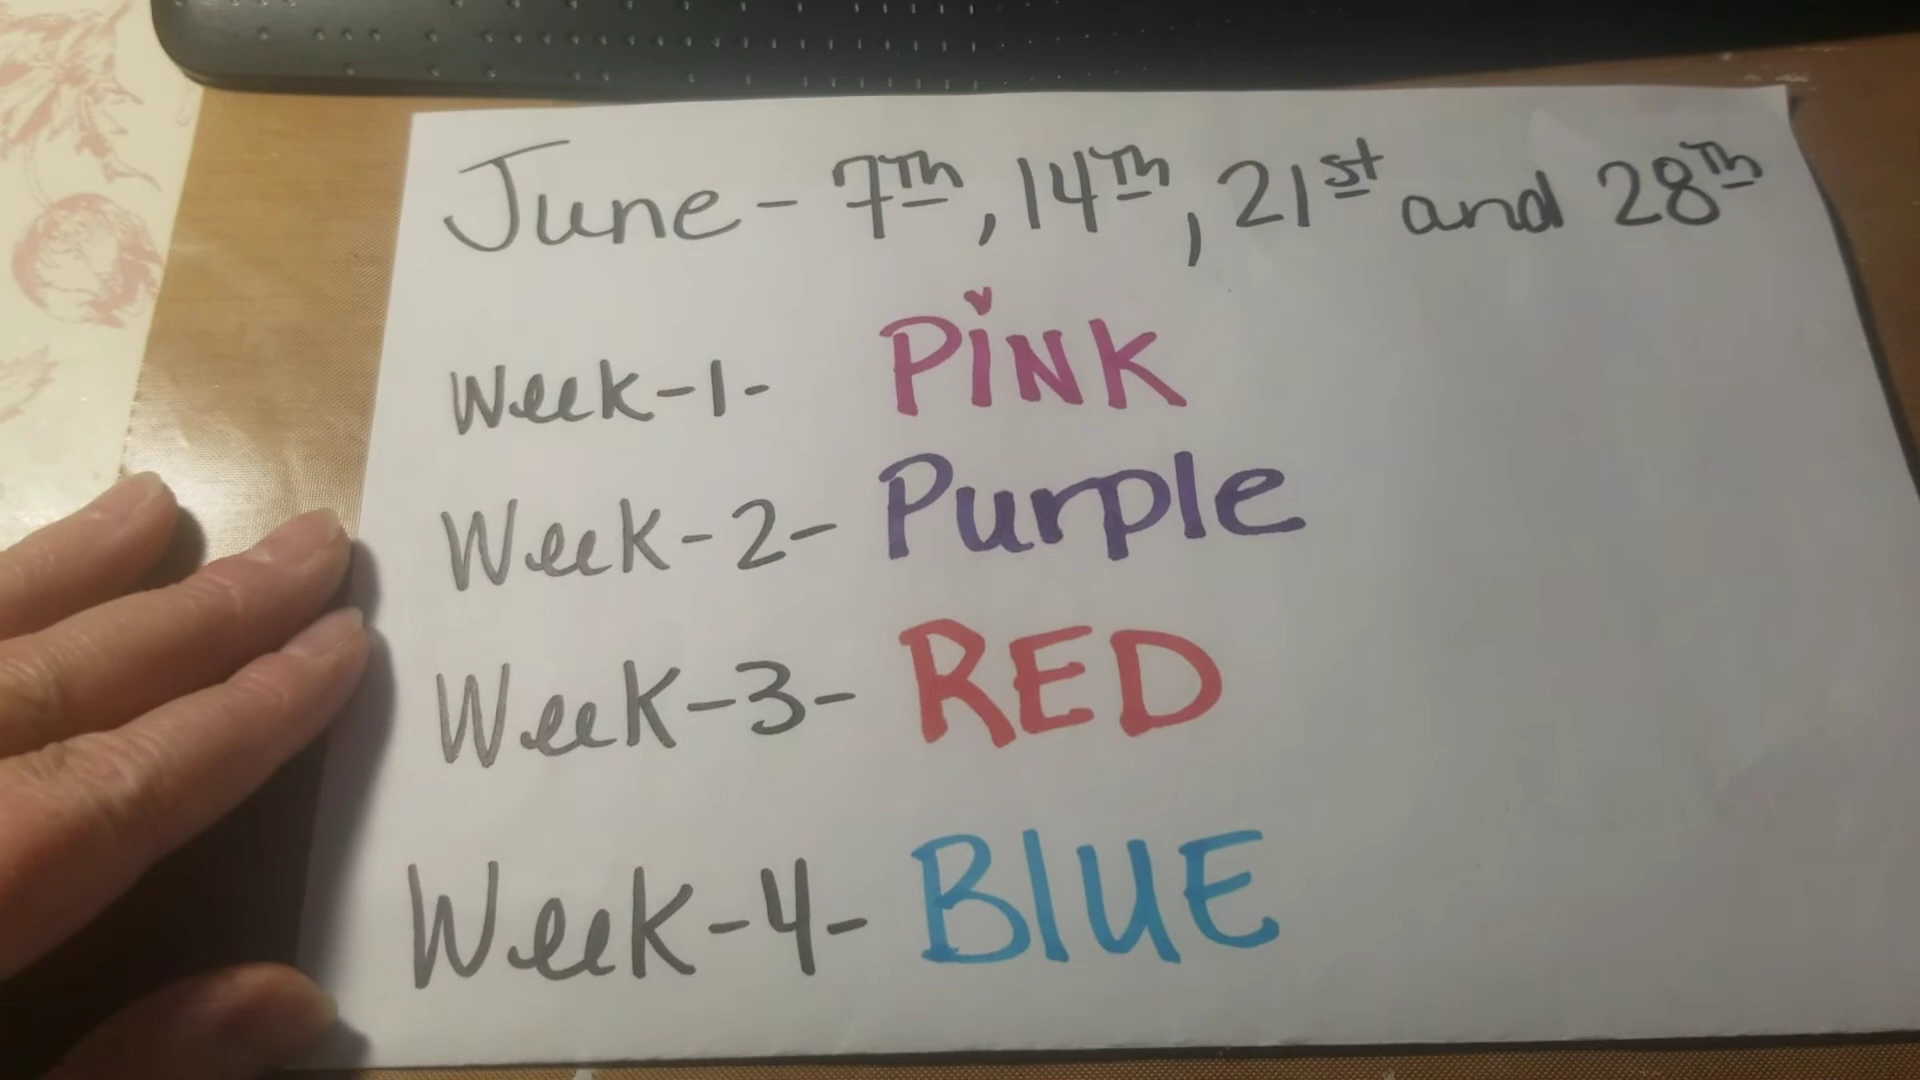 June - 7Th, 14Th, 21st and 28Th
Week-1- PiNK
Week-2- Purple
Week-3- RED
Week-4- BlUE